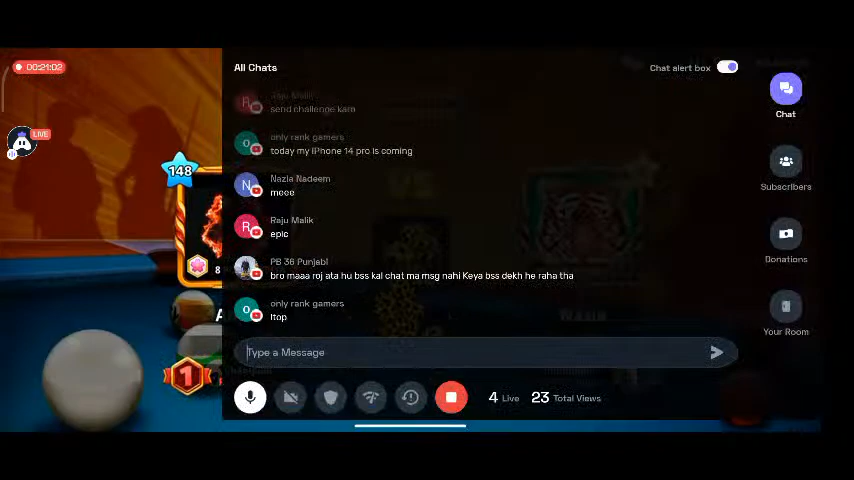 00:21:02
All Chats
Chat alert box
Raju Malik
send challenge karo
LIVE
only rank gamers
today my iPhone 14 pro is coming
Chat
148
Nazia Nadeem
meee
Subscribers
Raju Malik
epic
Donations
PB 36 Punjabi
bro maaa roj ata hu bss kal chat ma msg nahi Keya bss dekh he raha tha
8
only rank gamers
ltop
Your Room
Type a Message
1
4 Live 23 Total Views